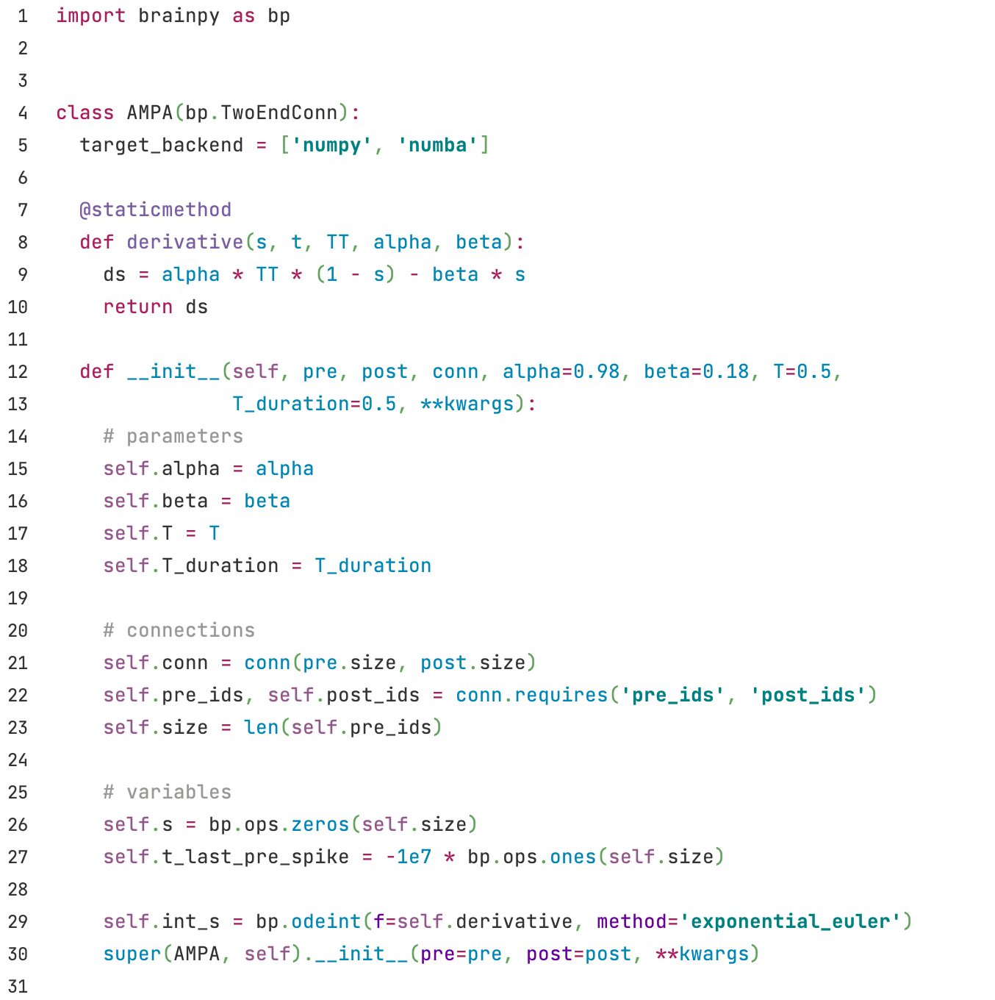 1 import brainpy as bp
2
3
4 class AMPA(bp.TwoEndConn):
5   target_backend = ['numpy', 'numba']
6
7   @staticmethod
8   def derivative(s, t, TT, alpha, beta):
9     ds = alpha * TT * (1 - s) - beta * s
10     return ds
11
12   def __init__(self, pre, post, conn, alpha=0.98, beta=0.18, T=0.5,
13                T_duration=0.5, **kwargs):
14     # parameters
15     self.alpha = alpha
16     self.beta = beta
17     self.T = T
18     self.T_duration = T_duration
19
20     # connections
21     self.conn = conn(pre.size, post.size)
22     self.pre_ids, self.post_ids = conn.requires('pre_ids', 'post_ids')
23     self.size = len(self.pre_ids)
24
25     # variables
26     self.s = bp.ops.zeros(self.size)
27     self.t_last_pre_spike = -1e7 * bp.ops.ones(self.size)
28
29     self.int_s = bp.odeint(f=self.derivative, method='exponential_euler')
30     super(AMPA, self).__init__(pre=pre, post=post, **kwargs)
31